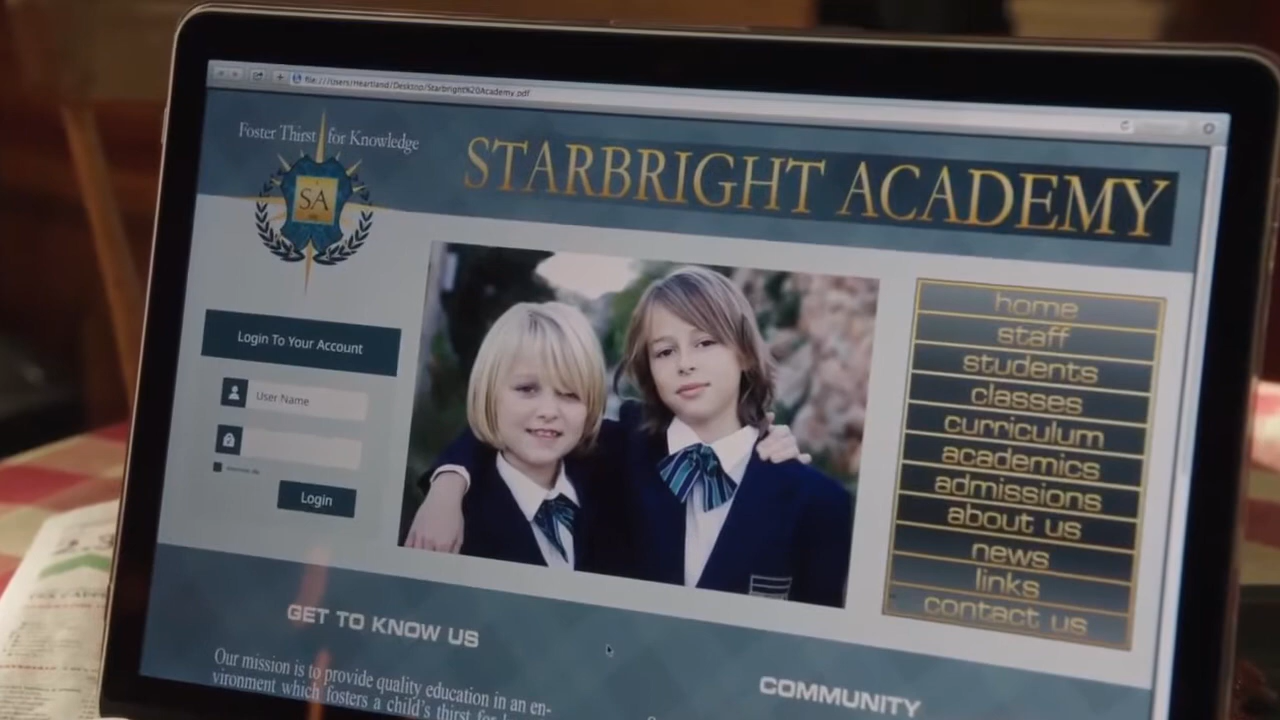 file:///Users/Heartland/Desktop/Starbright%20Academy.pdf
Foster Thirst for Knowledge
SA
STARBRIGHT ACADEMY
Login To Your Account
User Name
Login
home
staff
students
classes
curriculum
academics
admissions
about us
news
links
contact us
GET TO KNOW US
Our mission is to provide quality education in an en-
vironment which fosters a child's thirst for
COMMUNITY